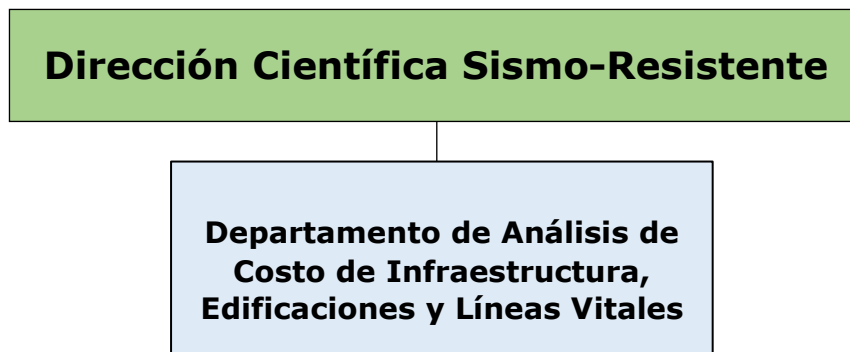 Dirección Científica Sismo-Resistente
Departamento de Análisis de
Costo de Infraestructura,
Edificaciones y Líneas Vitales